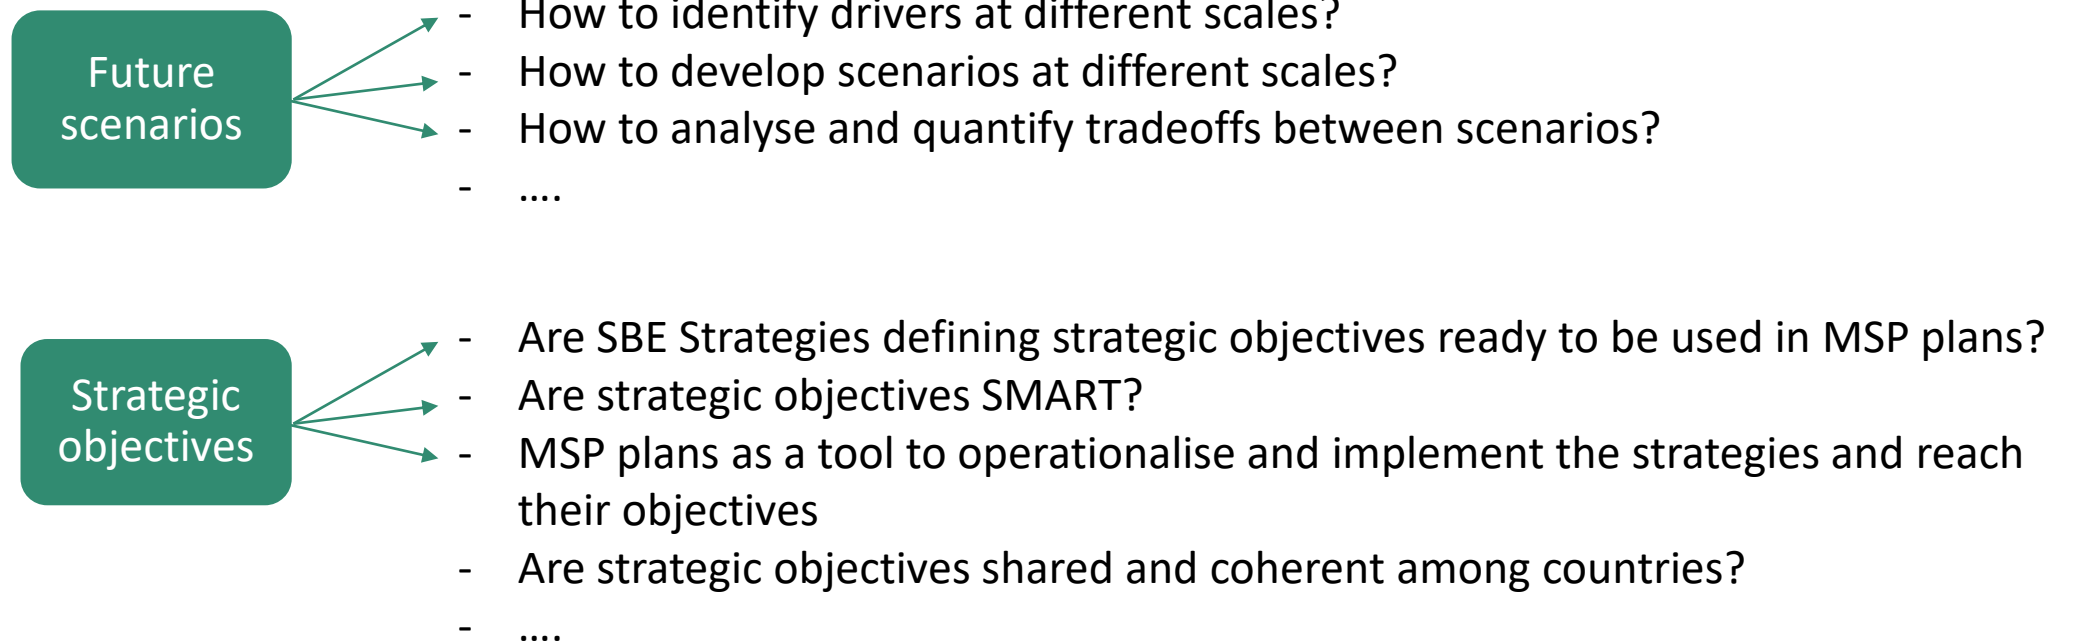 Future
scenarios
- How to identify drivers at different scales?
- How to develop scenarios at different scales?
- How to analyse and quantify tradeoffs between scenarios?
- ....
Strategic
objectives
- Are SBE Strategies defining strategic objectives ready to be used in MSP plans?
- Are strategic objectives SMART?
- MSP plans as a tool to operationalise and implement the strategies and reach
their objectives
- Are strategic objectives shared and coherent among countries?
- ....